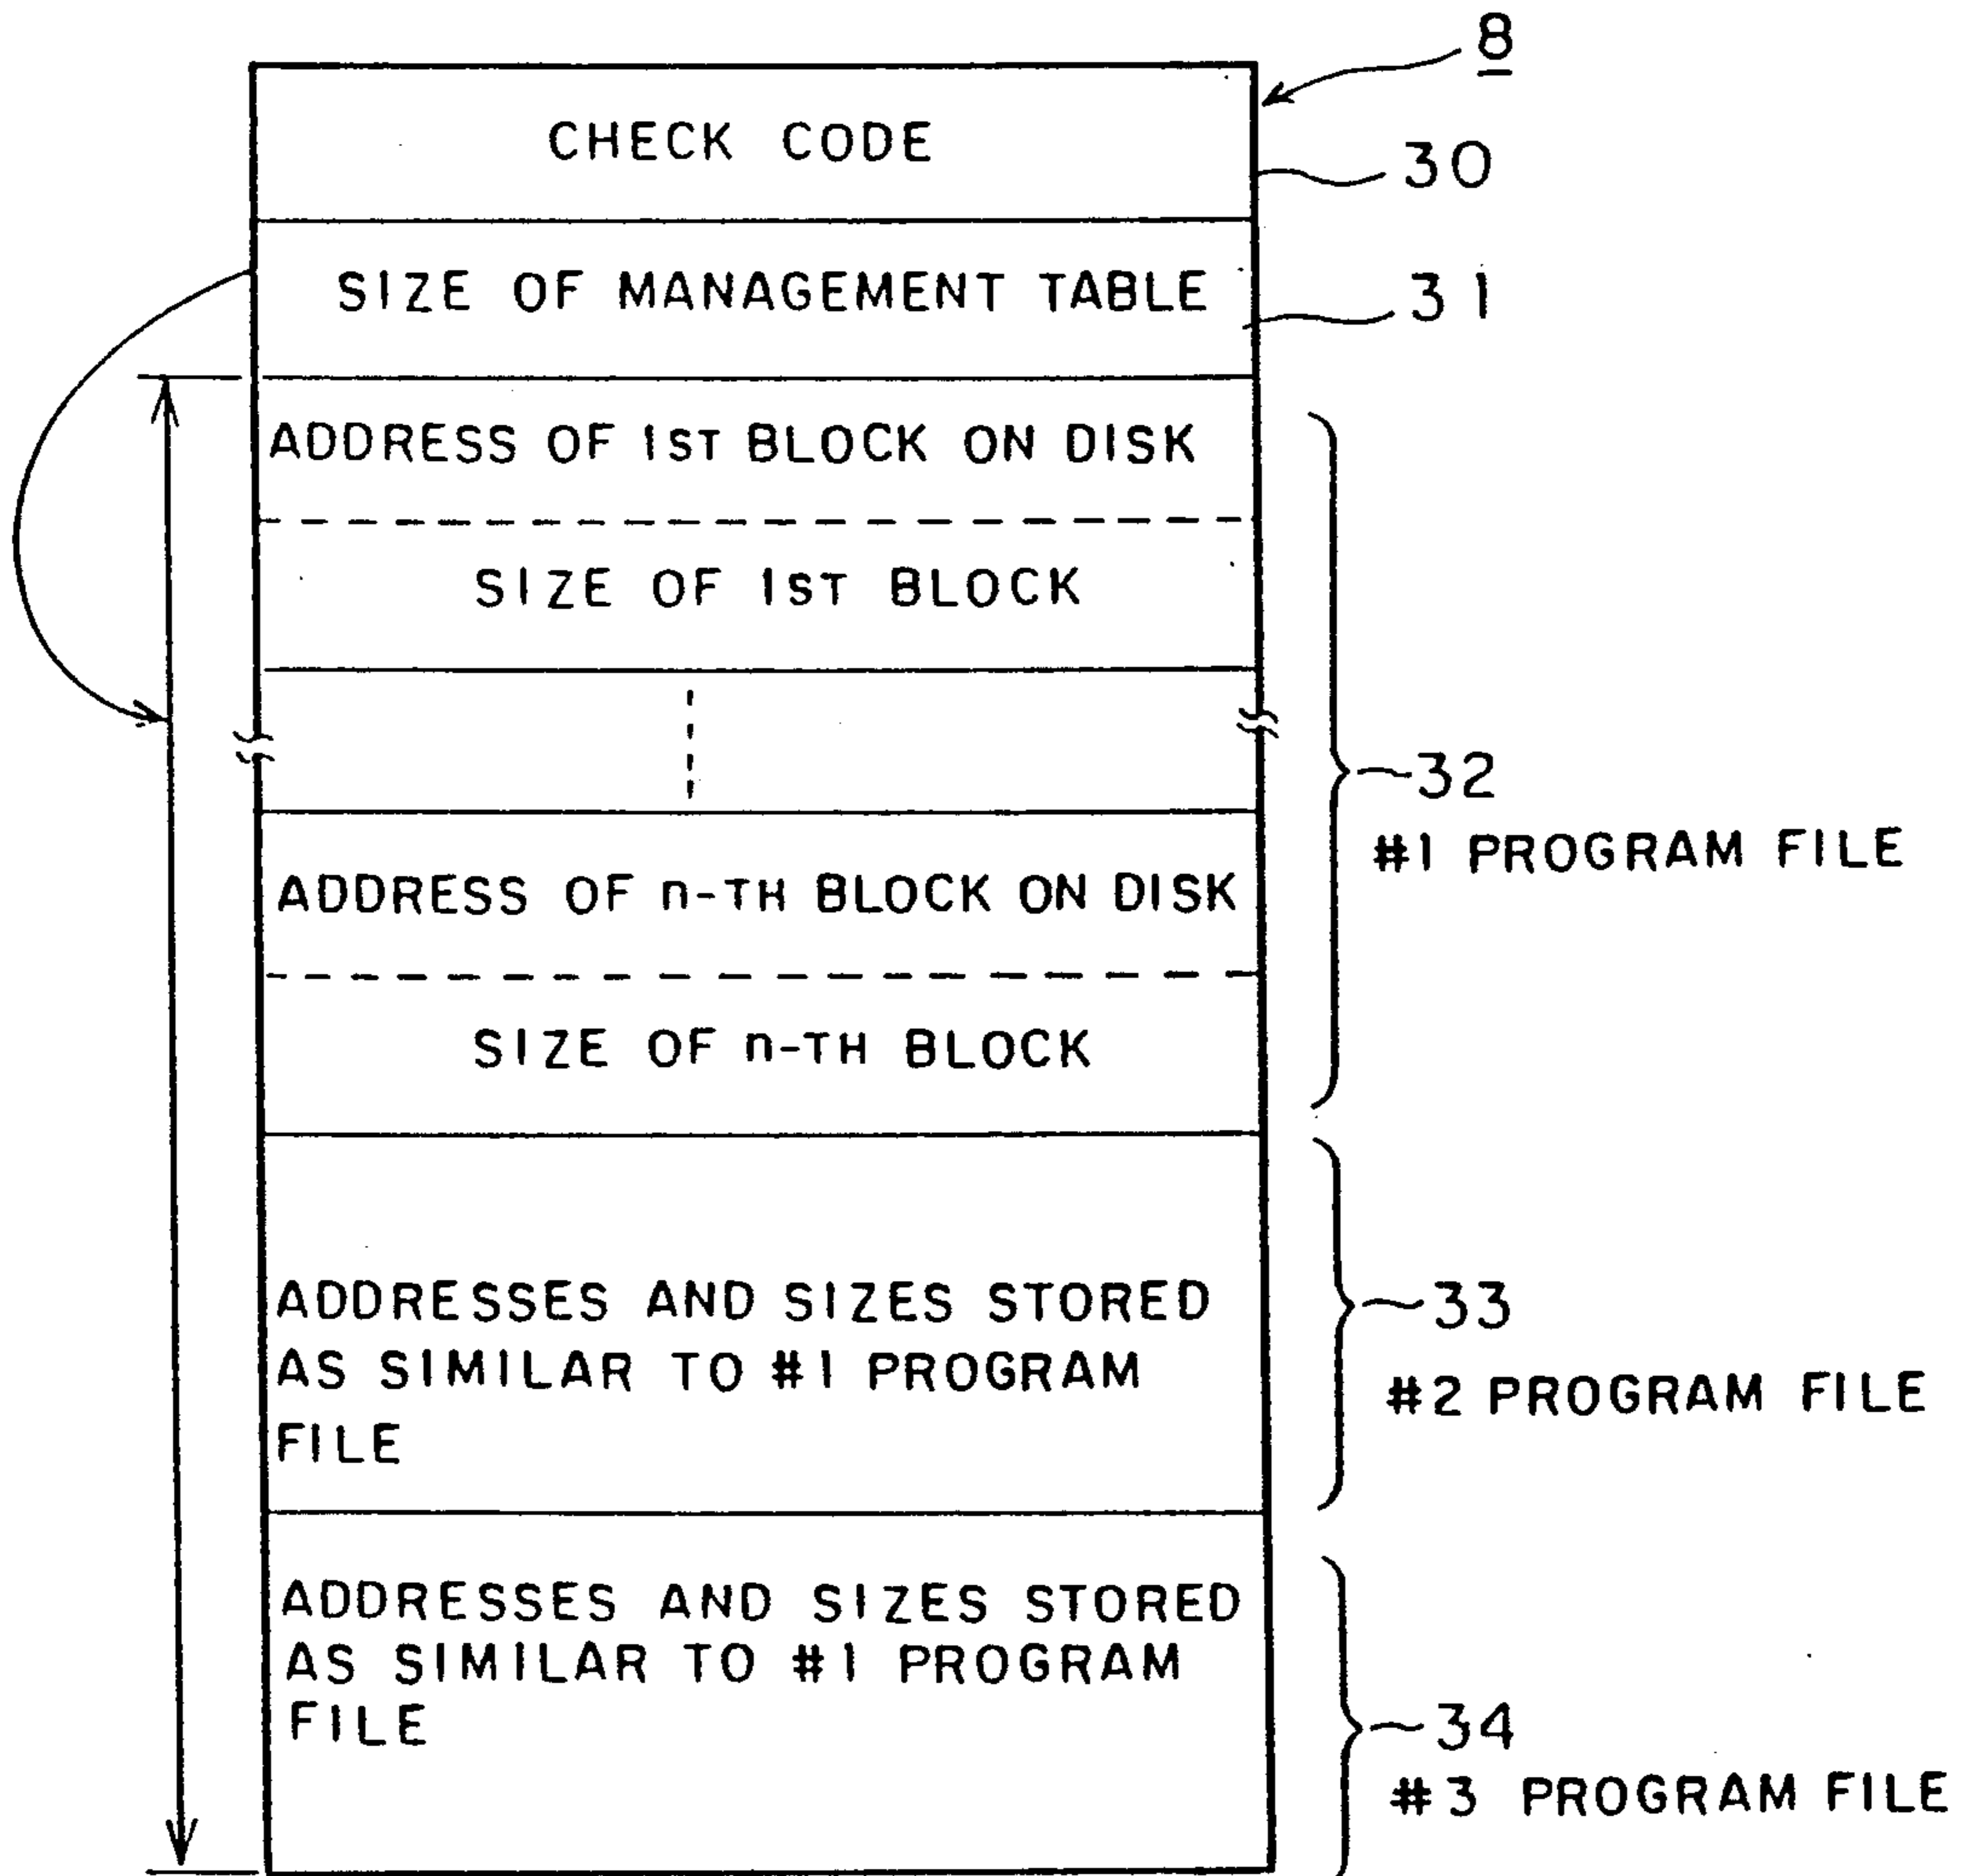 8
CHECK CODE
30
SIZE OF MANAGEMENT TABLE
31
ADDRESS OF 1ST BLOCK ON DISK
SIZE OF 1ST BLOCK
32
#1 PROGRAM FILE
ADDRESS OF n-TH BLOCK ON DISK
SIZE OF n-TH BLOCK
ADDRESSES AND SIZES STORED
AS SIMILAR TO #1 PROGRAM
FILE
33
#2 PROGRAM FILE
ADDRESSES AND SIZES STORED
AS SIMILAR TO #1 PROGRAM
FILE
34
#3 PROGRAM FILE